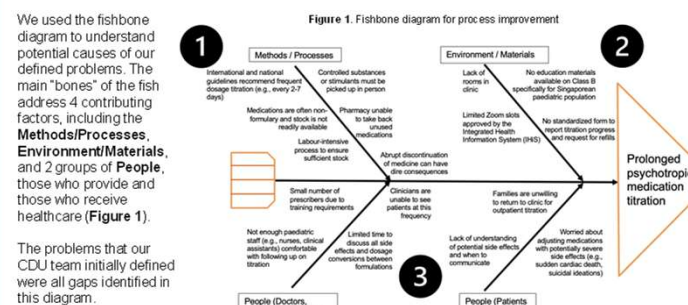 We used the fishbone
diagram to understand
potential causes of our
defined problems. The
main "bones" of the fish
address 4 contributing
factors, including the
Methods/Processes,
Environment/Materials,
and 2 groups of People,
those who provide and
those who receive
healthcare (Figure 1).
The problems that our
CDU team initially defined
were all gaps identified in
this diagram.
Figure 1. Fishbone diagram for process improvement
1
Methods / Processes
International and national
guidelines recommend frequent
dosage titration (e.g., every 2-7
days)
Controlled substances
or stimulants must be
picked up in person
Medications are often non-
formulary and stock is not
readily available
Pharmacy unable
to take back
unused
medications
Labour-intensive
process to ensure
sufficient stock
Abrupt discontinuation
of medicine can have
dire consequences
Environment / Materials
2
Lack of
rooms in
clinic
No education materials
available on Class B
specifically for Singaporean
paediatric population
Limited Zoom slots
approved by the
Integrated Health
Information System (IHiS)
No standardized form to
report titration progress
and request for refills
Prolonged
psychotropic
medication
titration
Small number of
prescribers due to
training requirements
Clinicians are
unable to see
patients at this
frequency
Not enough paediatric
staff (e.g., nurses, clinical
assistants) comfortable
with following up on
titration
Limited time to
discuss all side
effects and dosage
conversions between
formulations
3
Families are unwilling
to return to clinic for
outpatient titration
Lack of understanding
of potential side effects
and when to
communicate
Worried about
adjusting medications
with potentially severe
side effects (e.g.,
sudden cardiac death,
suicidal ideations)
People (Doctors,
People (Patients